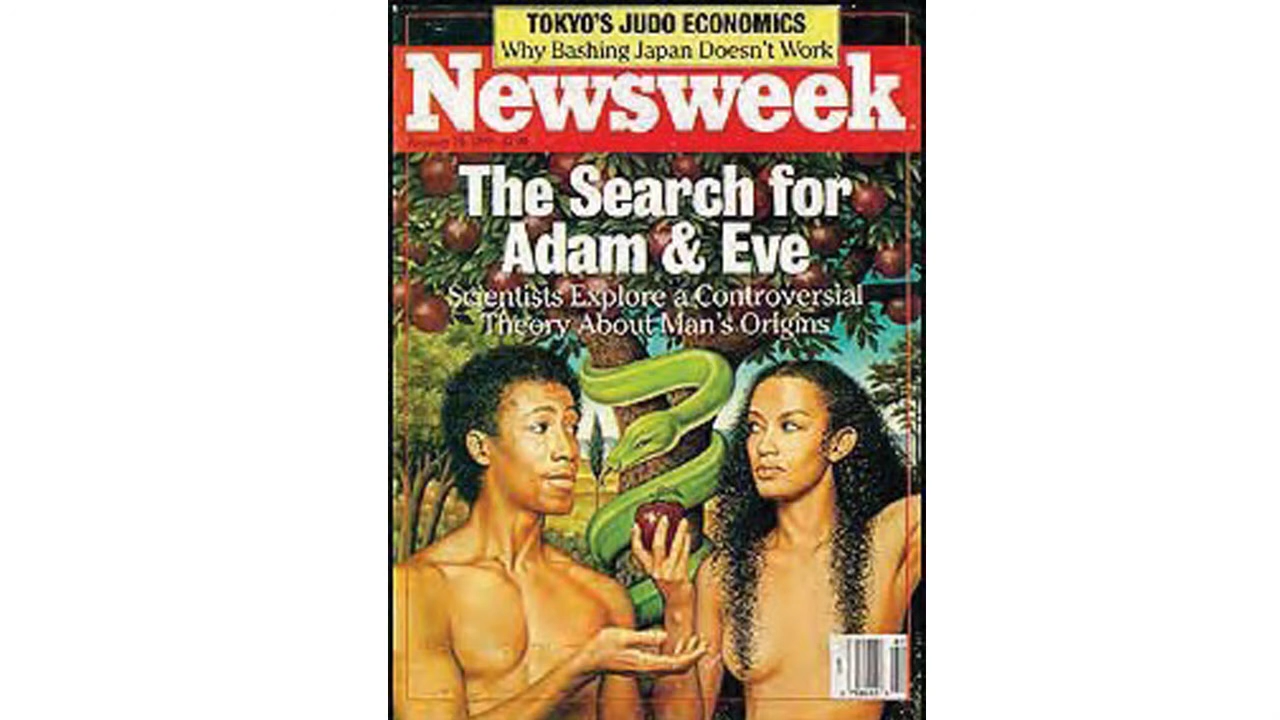 TOKYO'S JUDO ECONOMICS
Why Bashing Japan Doesn't Work
Newsweek
The Search for
Adam & Eve
Scientists Explore a Controversial
Theory About Man's Origins